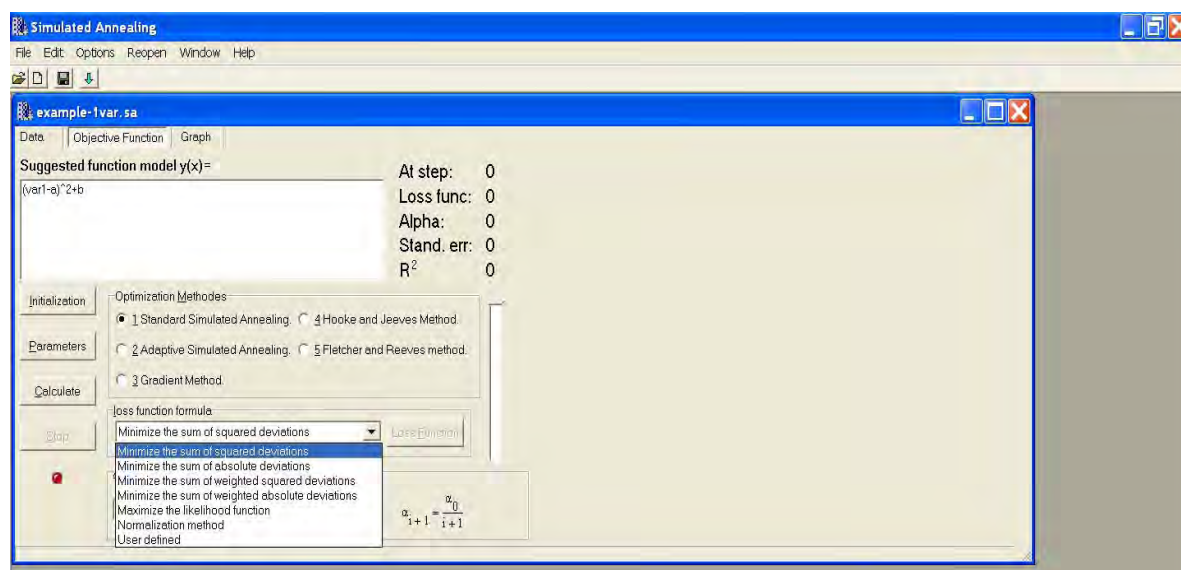 Simulated Annealing
File Edit Options Reopen Window Help
example-1var.sa
Data Objective Function Graph
Suggested function model y(x)=
(var1-a)^2+b
At step: 0
Loss func: 0
Alpha: 0
Stand. err: 0
R² 0
Initialization
Parameters
Calculate
Stop
Optimization Methodes
1 Standard Simulated Annealing. 4 Hooke and Jeeves Method.
2 Adaptive Simulated Annealing. 5 Fletcher and Reeves method.
3 Gradient Method.
loss function formula
Minimize the sum of squared deviations Loss Function
Minimize the sum of squared deviations
Minimize the sum of absolute deviations
Minimize the sum of weighted squared deviations
Minimize the sum of weighted absolute deviations
Maximize the likelihood function
Normalization method
User defined
α i+1 = α 0 / i+1